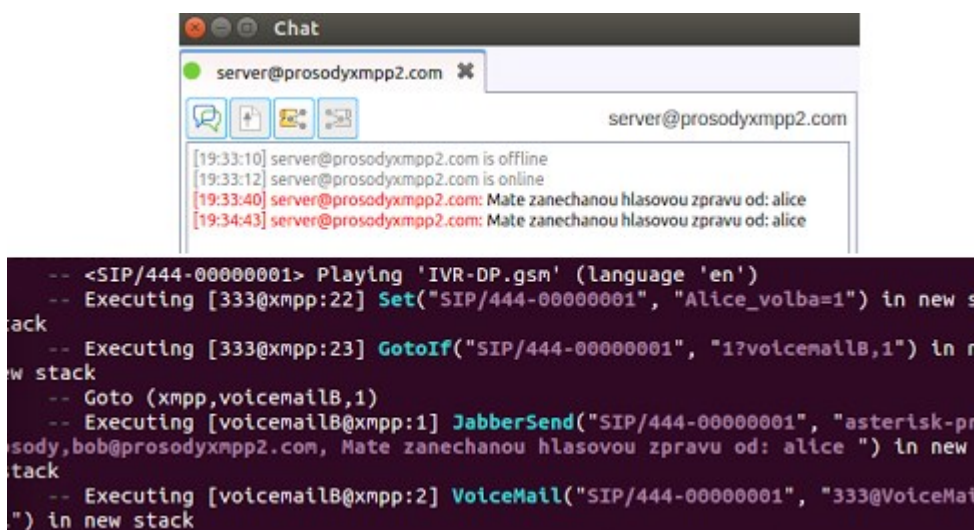 Chat
server@prosodyxmpp2.com
server@prosodyxmpp2.com
[19:33:10] server@prosodyxmpp2.com is offline
[19:33:12] server@prosodyxmpp2.com is online
[19:33:40] server@prosodyxmpp2.com: Mate zanechanou hlasovou zpravu od: alice
[19:34:43] server@prosodyxmpp2.com: Mate zanechanou hlasovou zpravu od: alice
-- <SIP/444-00000001> Playing 'IVR-DP.gsm' (language 'en')
-- Executing [333@xmpp:22] Set("SIP/444-00000001", "Alice_volba=1") in new s
tack
-- Executing [333@xmpp:23] GotoIf("SIP/444-00000001", "1?voicemailB,1") in n
ew stack
-- Goto (xmpp,voicemailB,1)
-- Executing [voicemailB@xmpp:1] JabberSend("SIP/444-00000001", "asterisk-pr
osody,bob@prosodyxmpp2.com, Mate zanechanou hlasovou zpravu od: alice ") in new
stack
-- Executing [voicemailB@xmpp:2] VoiceMail("SIP/444-00000001", "333@VoiceMai
") in new stack